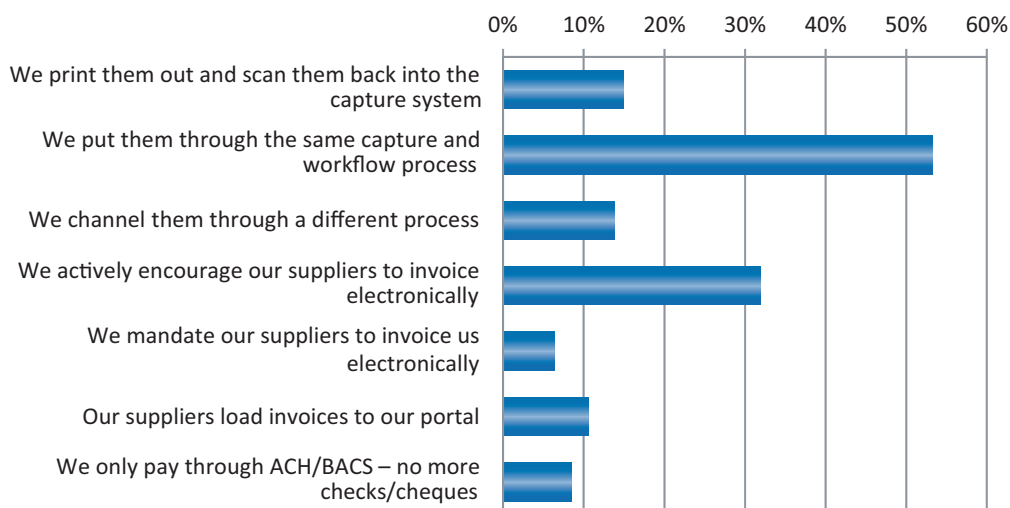 0% 10% 20% 30% 40% 50% 60%
We print them out and scan them back into the
capture system
We put them through the same capture and
workflow process
We channel them through a different process
We actively encourage our suppliers to invoice
electronically
We mandate our suppliers to invoice us
electronically
Our suppliers load invoices to our portal
We only pay through ACH/BACS – no more
checks/cheques